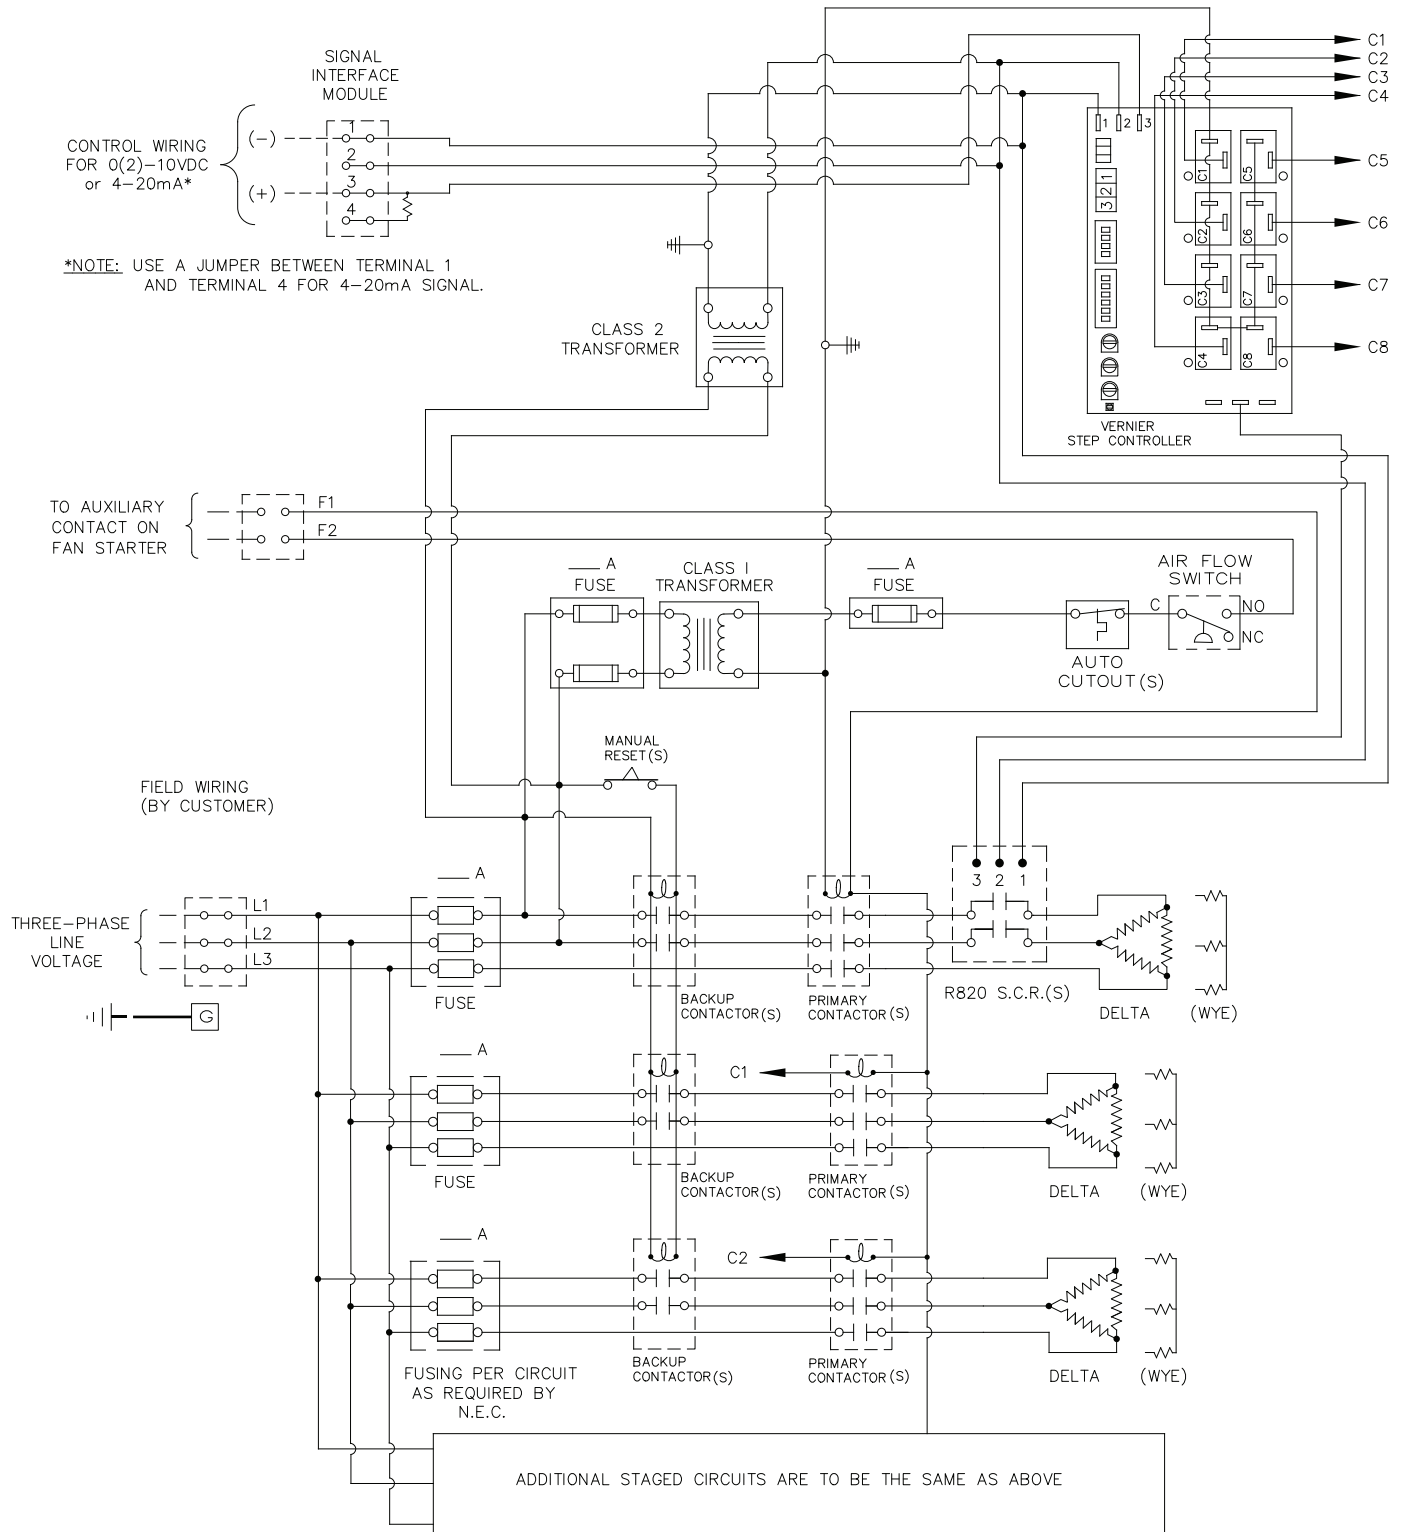 SIGNAL
INTERFACE
MODULE
C1
C2
C3
C4
CONTROL WIRING
FOR 0(2)-10VDC
or 4-20mA*
(-)
(+)
1
2
3
4
*NOTE: USE A JUMPER BETWEEN TERMINAL 1
AND TERMINAL 4 FOR 4-20mA SIGNAL.
1 2 3
3 2 1
C1 C5
C2 C6
C3 C7
C4 C8
C5
C6
C7
C8
CLASS 2
TRANSFORMER
VERNIER
STEP CONTROLLER
TO AUXILIARY
CONTACT ON
FAN STARTER
F1
F2
___ A
FUSE
CLASS I
TRANSFORMER
___ A
FUSE
AIR FLOW
SWITCH
C
NO
NC
AUTO
CUTOUT(S)
MANUAL
RESET(S)
FIELD WIRING
(BY CUSTOMER)
THREE-PHASE
LINE
VOLTAGE
L1
L2
L3
G
___ A
FUSE
BACKUP
CONTACTOR(S)
PRIMARY
CONTACTOR(S)
3 2 1
R820 S.C.R.(S)
DELTA
(WYE)
___ A
FUSE
C1
BACKUP
CONTACTOR(S)
PRIMARY
CONTACTOR(S)
DELTA
(WYE)
___ A
C2
FUSING PER CIRCUIT
AS REQUIRED BY
N.E.C.
BACKUP
CONTACTOR(S)
PRIMARY
CONTACTOR(S)
DELTA
(WYE)
ADDITIONAL STAGED CIRCUITS ARE TO BE THE SAME AS ABOVE